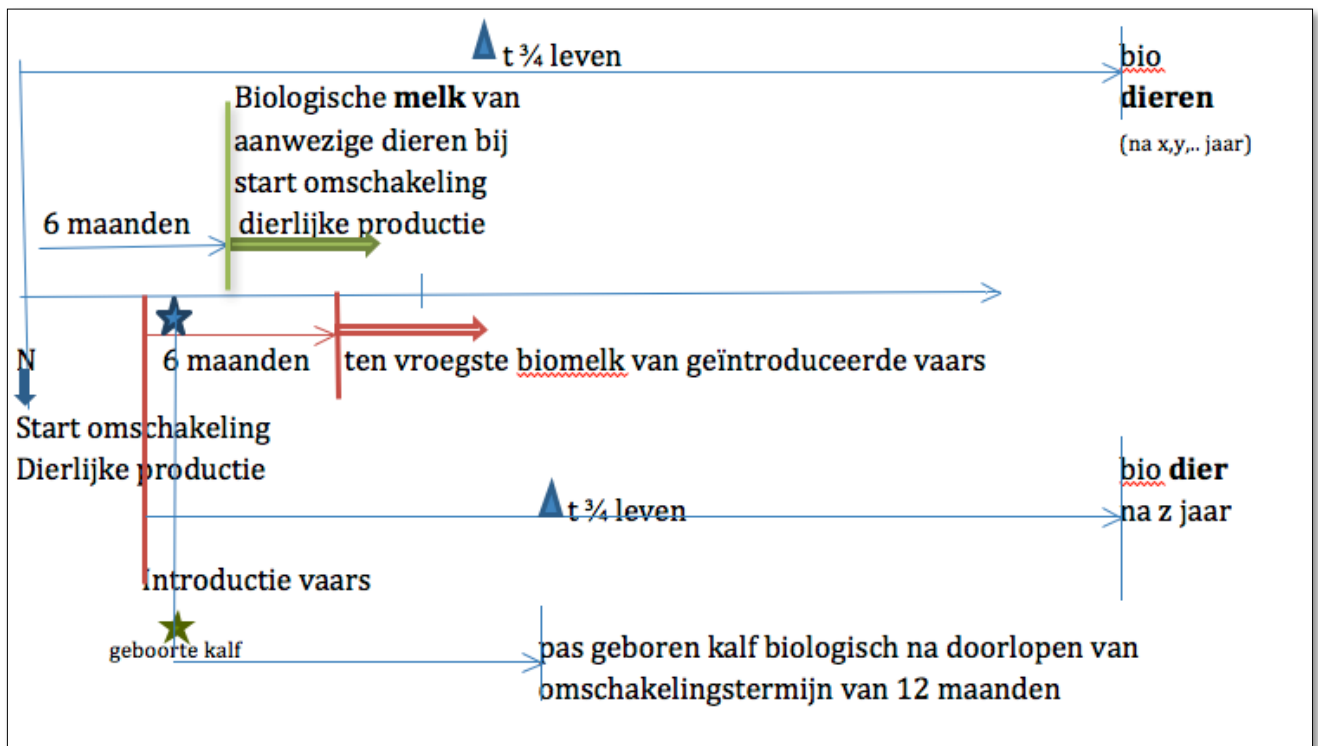 t ¾ leven
bio
dieren
(na x,y,.. jaar)
Biologische melk van
aanwezige dieren bij
start omschakeling
dierlijke productie
6 maanden
N
6 maanden
ten vroegste biomelk van geïntroduceerde vaars
Start omschakeling
Dierlijke productie
bio dier
na z jaar
t ¾ leven
introductie vaars
geboorte kalf
pas geboren kalf biologisch na doorlopen van
omschakelingstermijn van 12 maanden